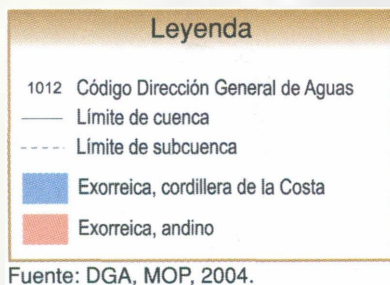 Leyenda
1012 Código Dirección General de Aguas
Límite de cuenca
Límite de subcuenca
Exorreica, cordillera de la Costa
Exorreica, andino
Fuente: DGA, MOP, 2004.